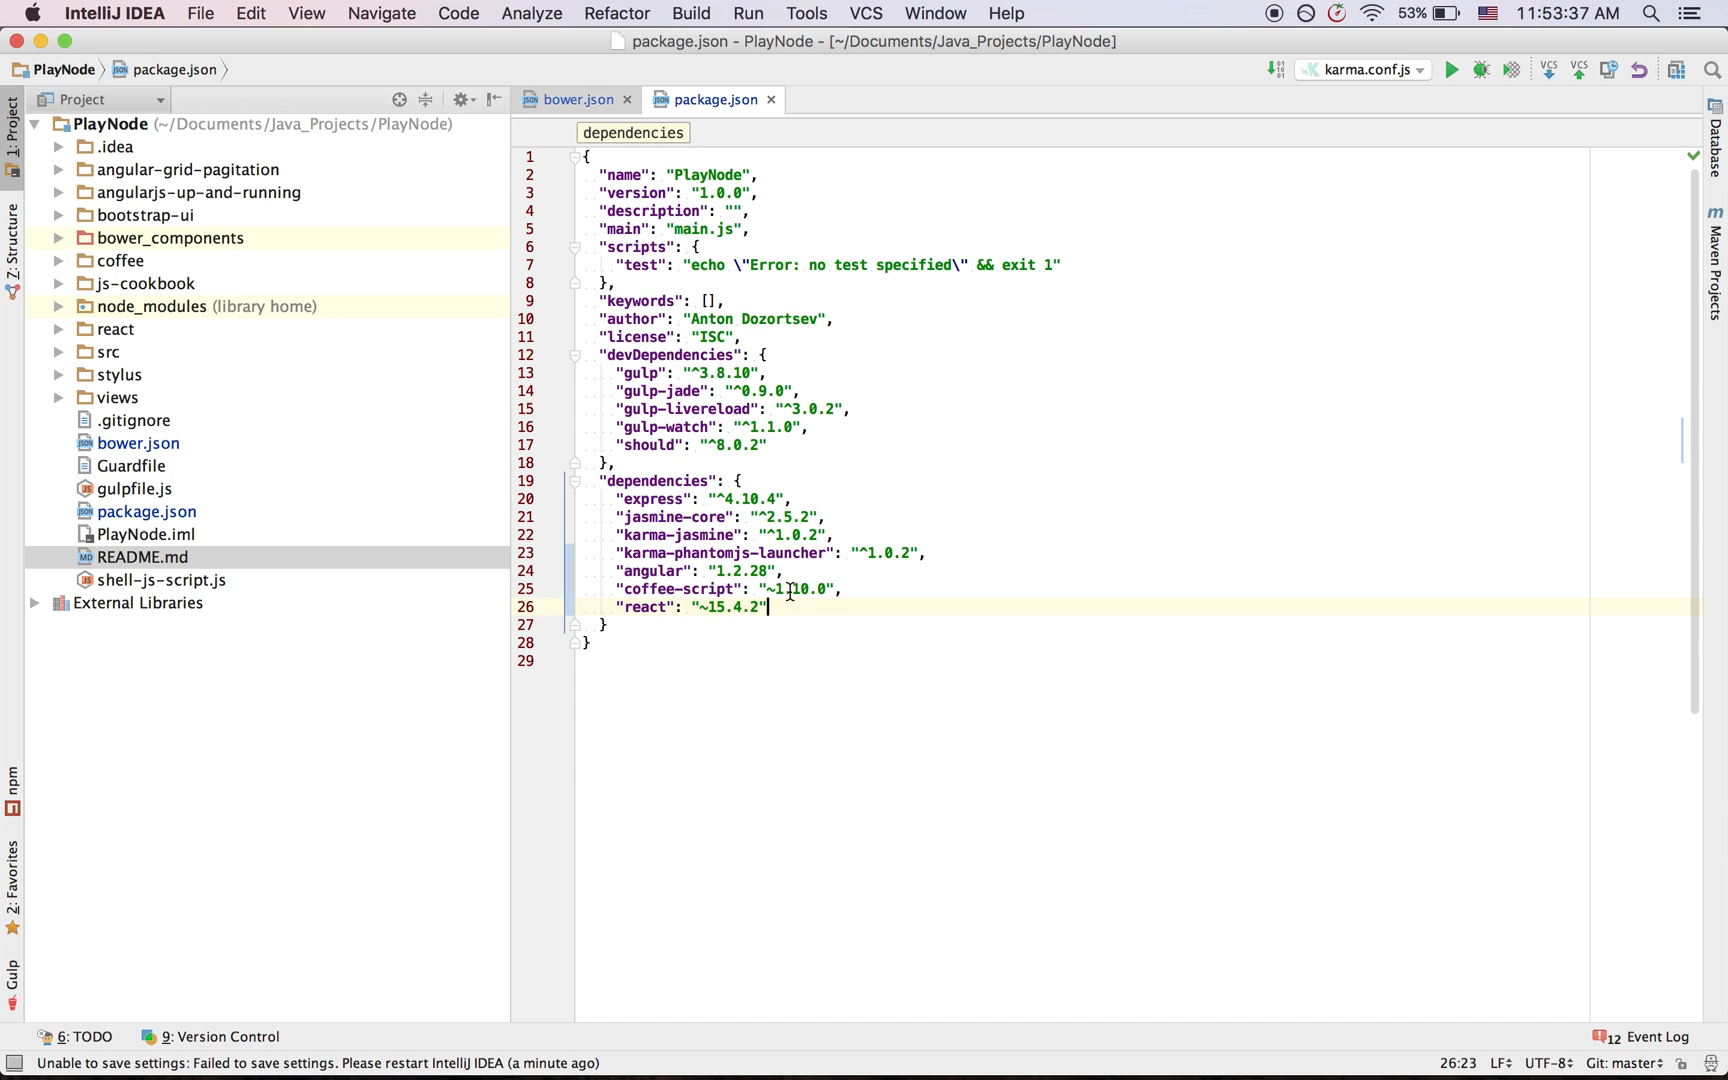 IntelliJ IDEA File Edit View Navigate Code Analyze Refactor Build Run Tools VCS Window Help 53% 11:53:37 AM
package.json - PlayNode - [~/Documents/Java_Projects/PlayNode]
PlayNode package.json karma.conf.js VCS VCS
Project bower.json package.json
dependencies
PlayNode (~/Documents/Java_Projects/PlayNode)
.idea
angular-grid-pagitation
angularjs-up-and-running
bootstrap-ui
bower_components
coffee
js-cookbook
node_modules (library home)
react
src
stylus
views
.gitignore
bower.json
Guardfile
gulpfile.js
package.json
PlayNode.iml
README.md
shell-js-script.js
External Libraries
1 {
2 "name": "PlayNode",
3 "version": "1.0.0",
4 "description": "",
5 "main": "main.js",
6 "scripts": {
7 "test": "echo \"Error: no test specified\" && exit 1"
8 },
9 "keywords": [],
10 "author": "Anton Dozortsev",
11 "license": "ISC",
12 "devDependencies": {
13 "gulp": "^3.8.10",
14 "gulp-jade": "^0.9.0",
15 "gulp-livereload": "^3.0.2",
16 "gulp-watch": "^1.1.0",
17 "should": "^8.0.2"
18 },
19 "dependencies": {
20 "express": "^4.10.4",
21 "jasmine-core": "^2.5.2",
22 "karma-jasmine": "^1.0.2",
23 "karma-phantomjs-launcher": "^1.0.2",
24 "angular": "1.2.28",
25 "coffee-script": "~1.10.0",
26 "react": "~15.4.2"
27 }
28 }
29
1: Project
7: Structure
npm
2: Favorites
Gulp
Database
Maven Projects
6: TODO 9: Version Control 12 Event Log
Unable to save settings: Failed to save settings. Please restart IntelliJ IDEA (a minute ago) 26:23 LF UTF-8 Git: master